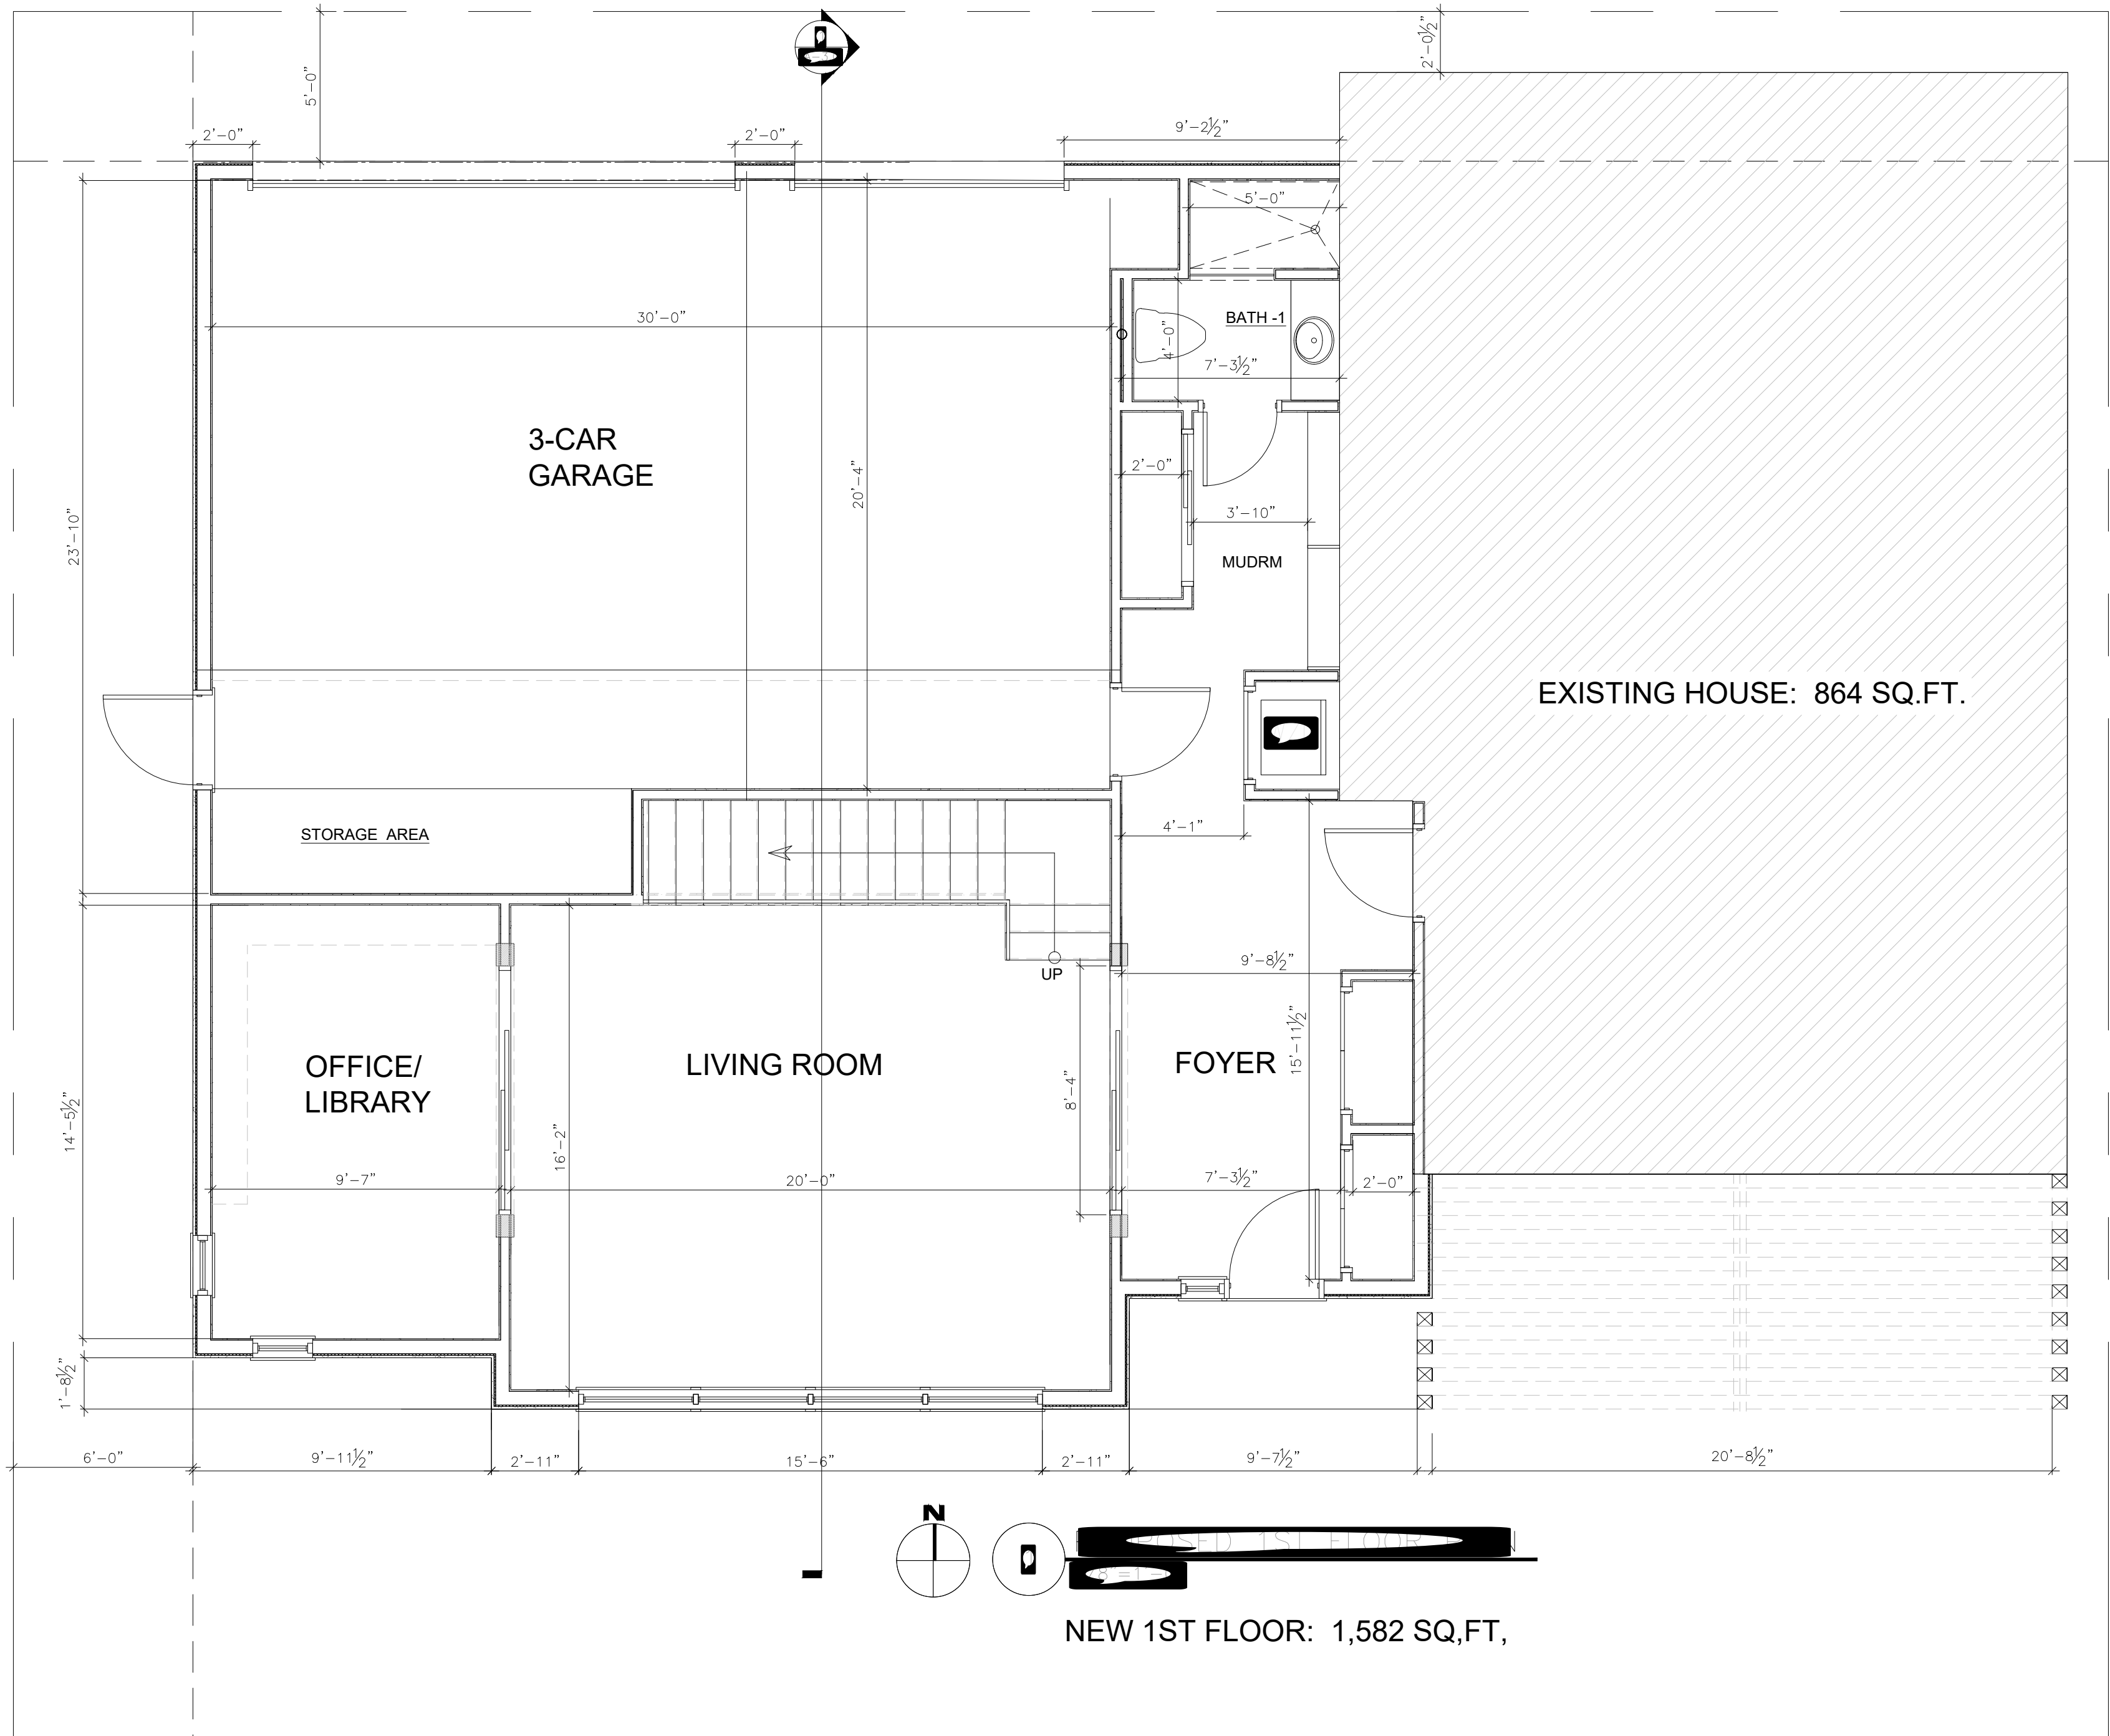 2'-0½"
5'-0"
2'-0"
2'-0"
9'-2½"
5'-0"
30'-0"
BATH -1
4'-0"
7'-3½"
3-CAR
GARAGE
20'-4"
2'-0"
3'-10"
23'-10"
MUDRM
EXISTING HOUSE: 864 SQ.FT.
STORAGE AREA
4'-1"
9'-8½"
UP
OFFICE/
LIBRARY
LIVING ROOM
FOYER
15'-11½"
8'-4"
14'-5½"
16'-2"
9'-7"
20'-0"
7'-3½"
2'-0"
1'-8½"
6'-0"
9'-11½"
2'-11"
15'-6"
2'-11"
9'-7½"
20'-8½"
N
NEW 1ST FLOOR: 1,582 SQ,FT,